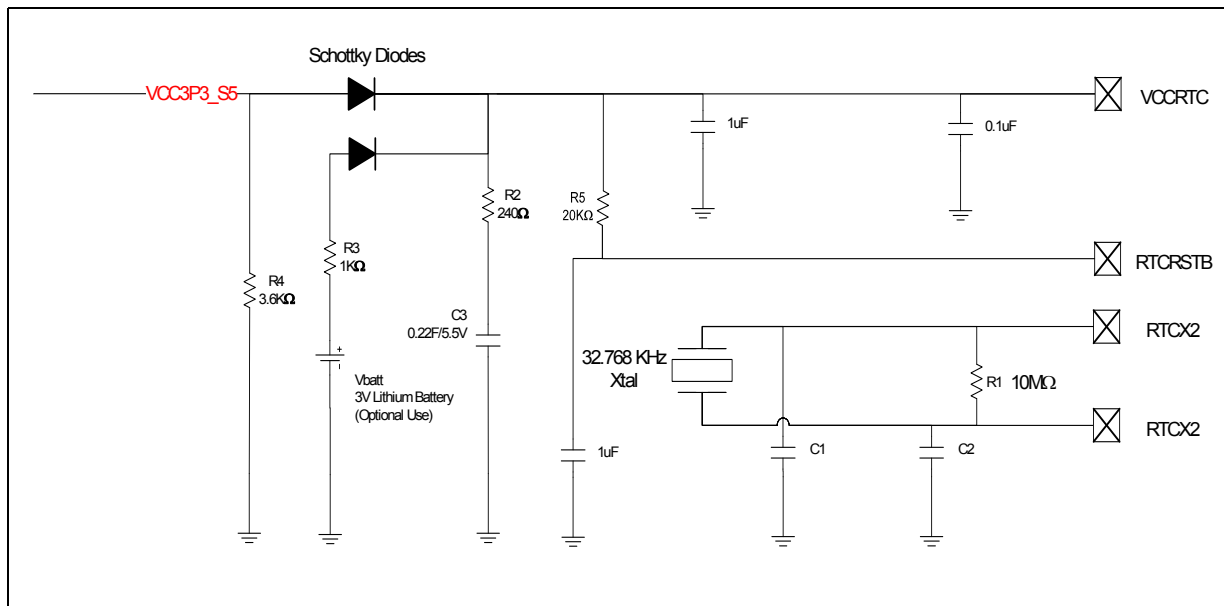 Schottky Diodes
VCC3P3_S5
VCCRTC
1uF
0.1uF
R2
240Ω
R5
20KΩ
R3
1KΩ
RTCRSTB
R4
3.6KΩ
C3
0.22F/5.5V
RTCX2
32.768 KHz
Xtal
+
-
Vbatt
3V Lithium Battery
(Optional Use)
R1 10MΩ
RTCX2
1uF
C1
C2